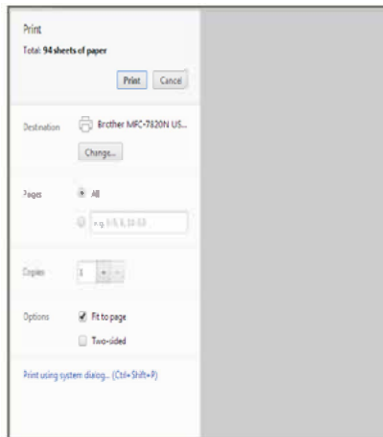 Print
Total: 94 sheets of paper
Print Cancel
Destination Brother MFC-7820N US...
Change...
Pages All
e.g. 1-5, 8, 11-13
Copies 1 + -
Options Fit to page
Two-sided
Print using system dialog... (Ctrl+Shift+P)